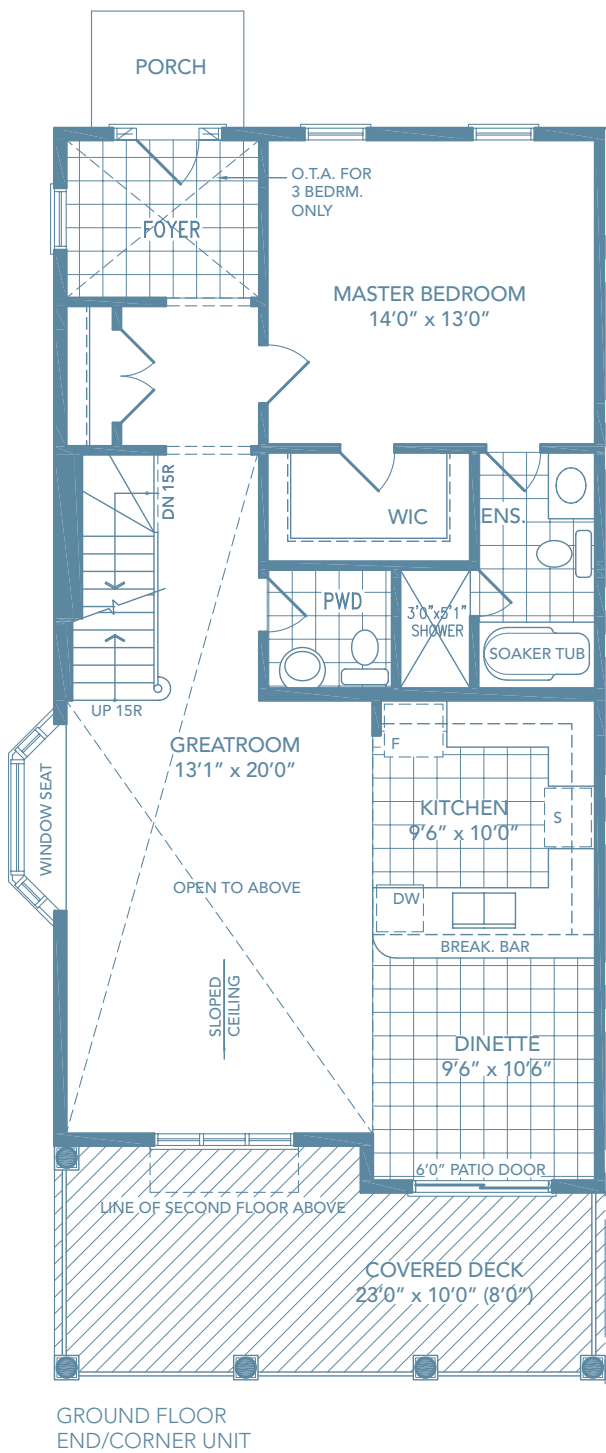 PORCH
O.T.A. FOR
3 BEDRM.
ONLY
FOYER
MASTER BEDROOM
14'0" x 13'0"
DN 15R
WIC
ENS.
PWD
3'0"x5'1"
SHOWER
SOAKER TUB
UP 15R
GREATROOM
13'1" x 20'0"
F
WINDOW SEAT
KITCHEN
9'6" x 10'0"
S
OPEN TO ABOVE
DW
BREAK. BAR
SLOPED
CEILING
DINETTE
9'6" x 10'6"
6'0" PATIO DOOR
LINE OF SECOND FLOOR ABOVE
COVERED DECK
23'0" x 10'0" (8'0")
GROUND FLOOR
END/CORNER UNIT